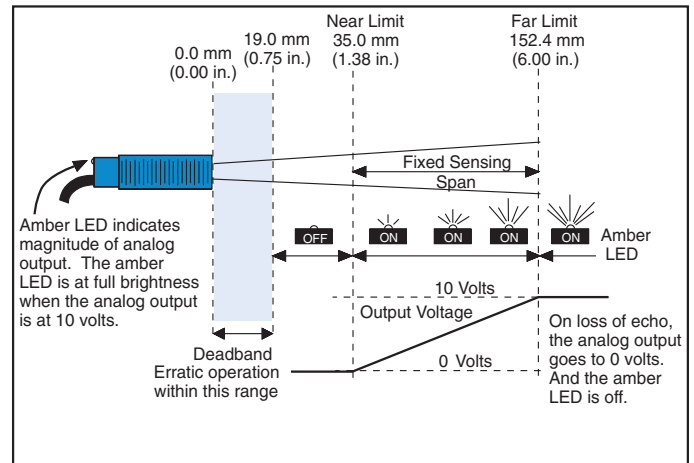 0.0 mm
(0.00 in.)
19.0 mm
(0.75 in.)
Near Limit
35.0 mm
(1.38 in.)
Far Limit
152.4 mm
(6.00 in.)
Fixed Sensing
Span
Amber LED indicates
magnitude of analog
output. The amber
LED is at full brightness
when the analog output
is at 10 volts.
OFF
ON
ON
ON
ON
Amber
LED
10 Volts
Output Voltage
0 Volts
Deadband
Erratic operation
within this range
On loss of echo,
the analog output
goes to 0 volts.
And the amber
LED is off.